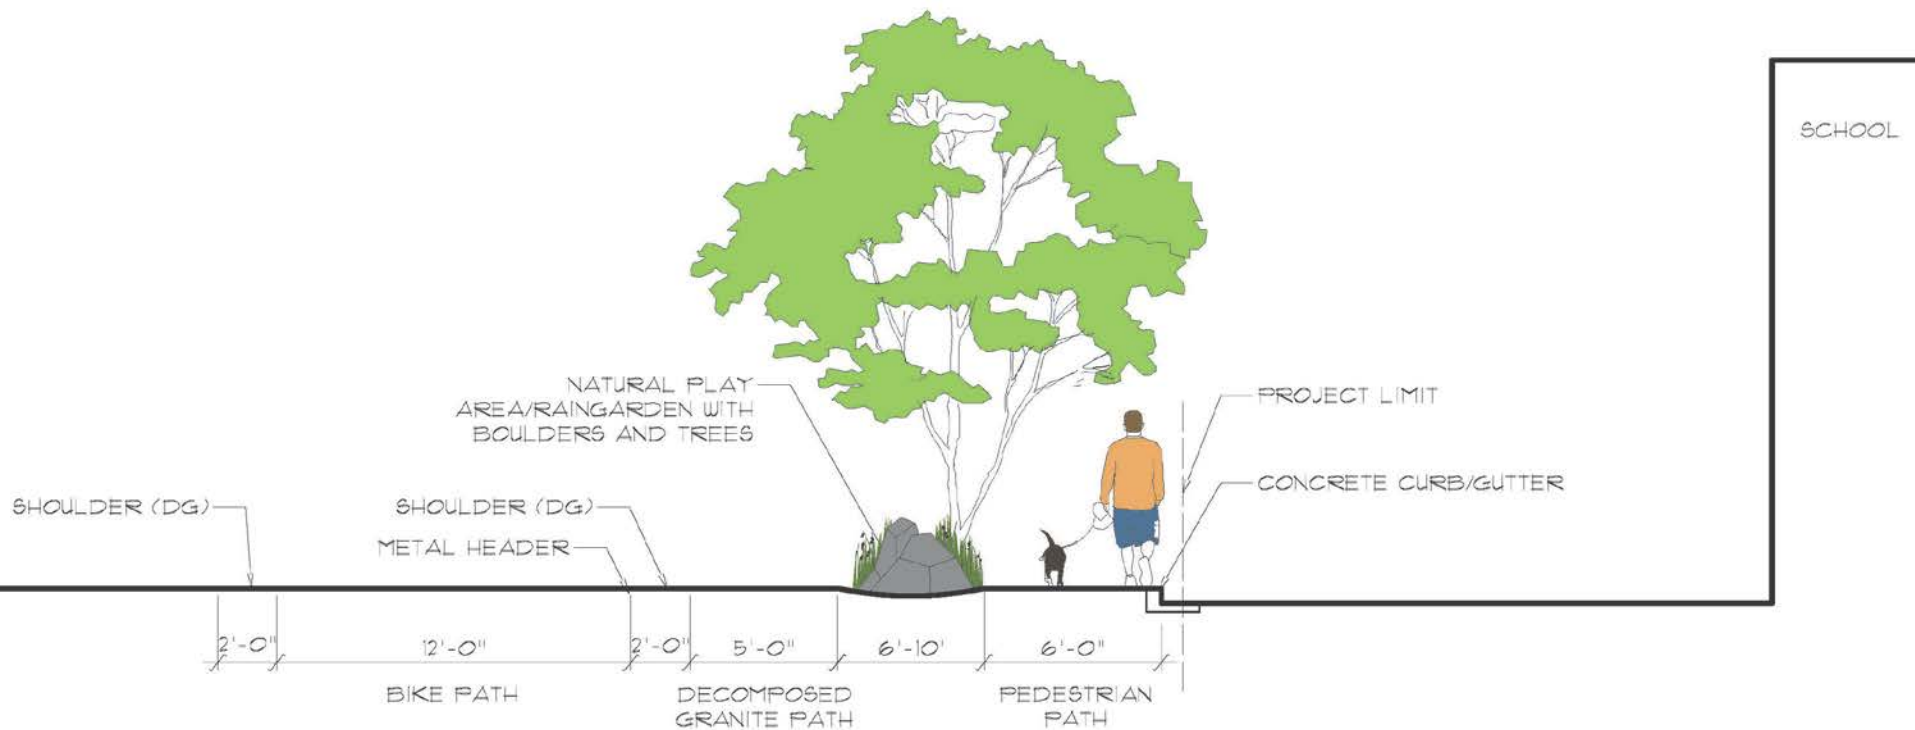 SCHOOL
NATURAL PLAY
AREA/RAINGARDEN WITH
BOULDERS AND TREES
PROJECT LIMIT
CONCRETE CURB/GUTTER
SHOULDER (DG)
SHOULDER (DG)
METAL HEADER
2'-0"
12'-0"
2'-0"
5'-0"
6'-10'
6'-0"
BIKE PATH
DECOMPOSED
GRANITE PATH
PEDESTRIAN
PATH